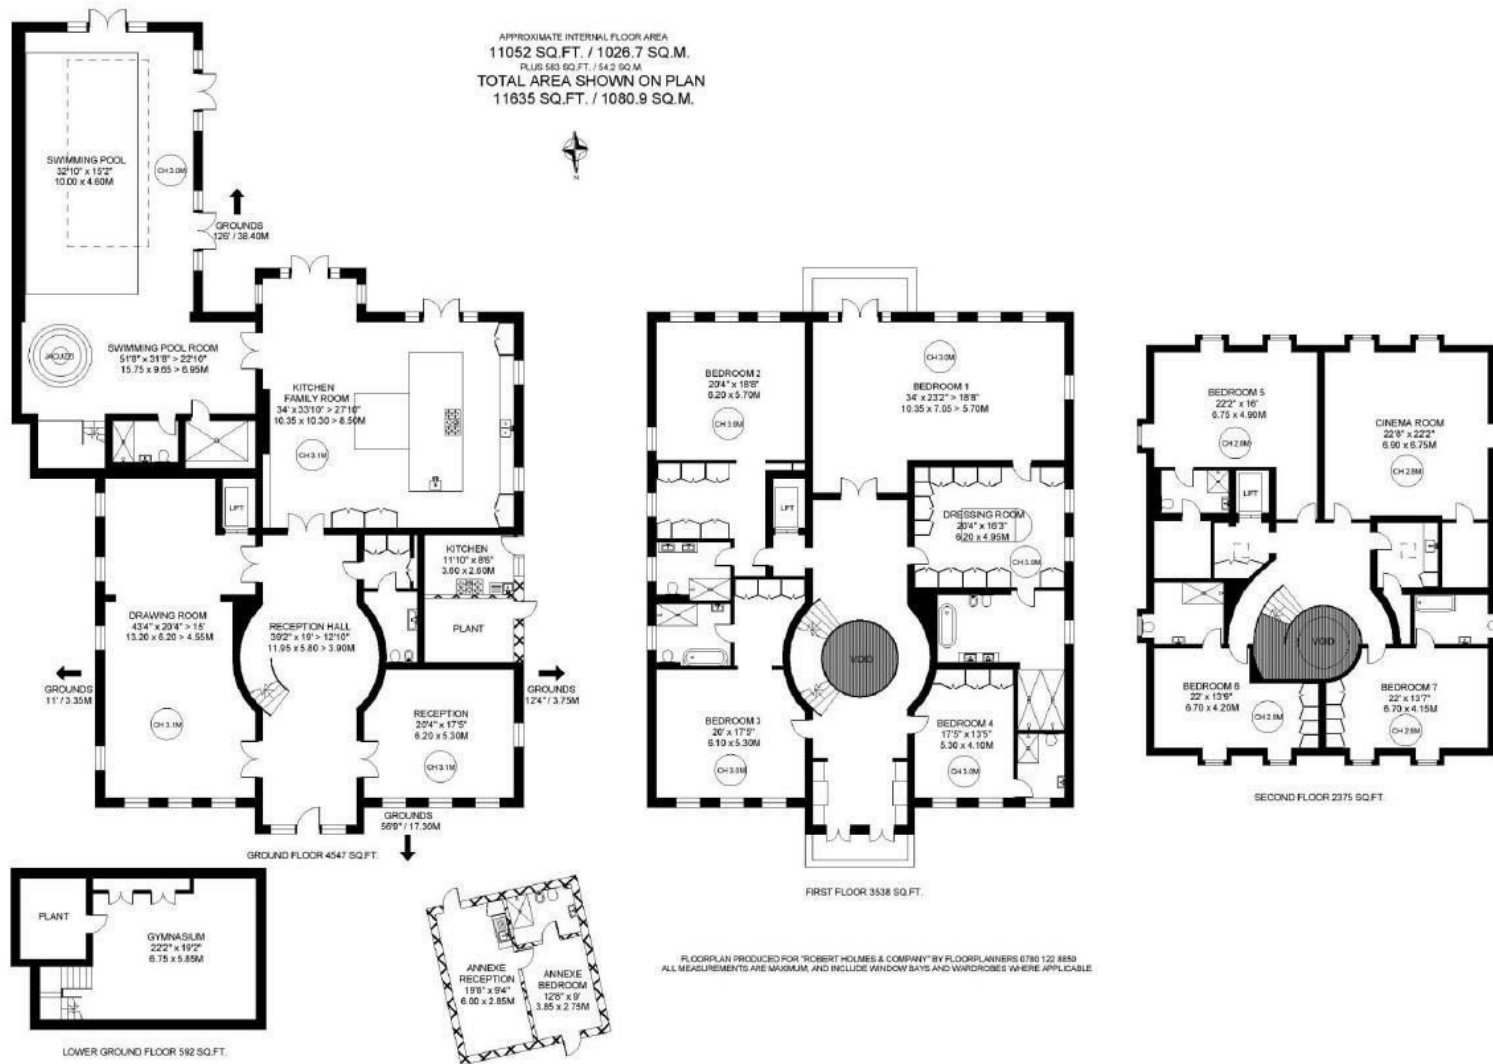 APPROXIMATE INTERNAL FLOOR AREA
11052 SQ.FT. / 1026.7 SQ.M.
PLUS 583 SQ.FT. / 54.2 SQ.M.
TOTAL AREA SHOWN ON PLAN
11635 SQ.FT. / 1080.9 SQ.M.
N
SWIMMING POOL
32'10" x 15'2"
10.00 x 4.60M
CH 3.0M
GROUNDS
126' / 38.40M
JACUZZI
SWIMMING POOL ROOM
51'8" x 31'8" > 22'10"
15.75 x 9.65 > 6.95M
KITCHEN
FAMILY ROOM
34' x 33'10" > 27'10"
10.35 x 10.30 > 8.50M
CH 3.1M
LIFT
KITCHEN
11'10" x 8'6"
3.60 x 2.60M
PLANT
DRAWING ROOM
43'4" x 20'4" > 15'
13.20 x 6.20 > 4.55M
CH 3.1M
RECEPTION HALL
39'2" x 19' > 12'10"
11.95 x 5.80 > 3.90M
GROUNDS
11' / 3.35M
GROUNDS
12'4" / 3.75M
RECEPTION
20'4" x 17'5"
6.20 x 5.30M
CH 3.1M
GROUNDS
56'9" / 17.30M
GROUND FLOOR 4547 SQ.FT.
BEDROOM 2
20'4" x 18'8"
6.20 x 5.70M
CH 3.0M
CH 3.0M
BEDROOM 1
34' x 23'2" > 18'8"
10.35 x 7.05 > 5.70M
LIFT
DRESSING ROOM
20'4" x 16'3"
6.20 x 4.95M
CH 3.0M
VOID
BEDROOM 3
20' x 17'5"
6.10 x 5.30M
CH 3.0M
BEDROOM 4
17'5" x 13'5"
5.30 x 4.10M
CH 3.0M
FIRST FLOOR 3538 SQ.FT.
BEDROOM 5
22'2" x 16'
6.75 x 4.90M
CH 2.8M
CINEMA ROOM
22'8" x 22'2"
6.90 x 6.75M
CH 2.8M
LIFT
VOID
BEDROOM 6
22' x 13'9"
6.70 x 4.20M
CH 2.8M
BEDROOM 7
22' x 13'7"
6.70 x 4.15M
CH 2.8M
SECOND FLOOR 2375 SQ.FT.
PLANT
GYMNASIUM
22'2" x 19'2"
6.75 x 5.85M
LOWER GROUND FLOOR 592 SQ.FT.
ANNEXE
RECEPTION
19'8" x 9'4"
6.00 x 2.85M
ANNEXE
BEDROOM
12'8" x 9'
3.85 x 2.75M
FLOORPLAN PRODUCED FOR "ROBERT HOLMES & COMPANY" BY FLOORPLANNERS 0780 122 8850
ALL MEASUREMENTS ARE MAXIMUM, AND INCLUDE WINDOW BAYS AND WARDROBES WHERE APPLICABLE